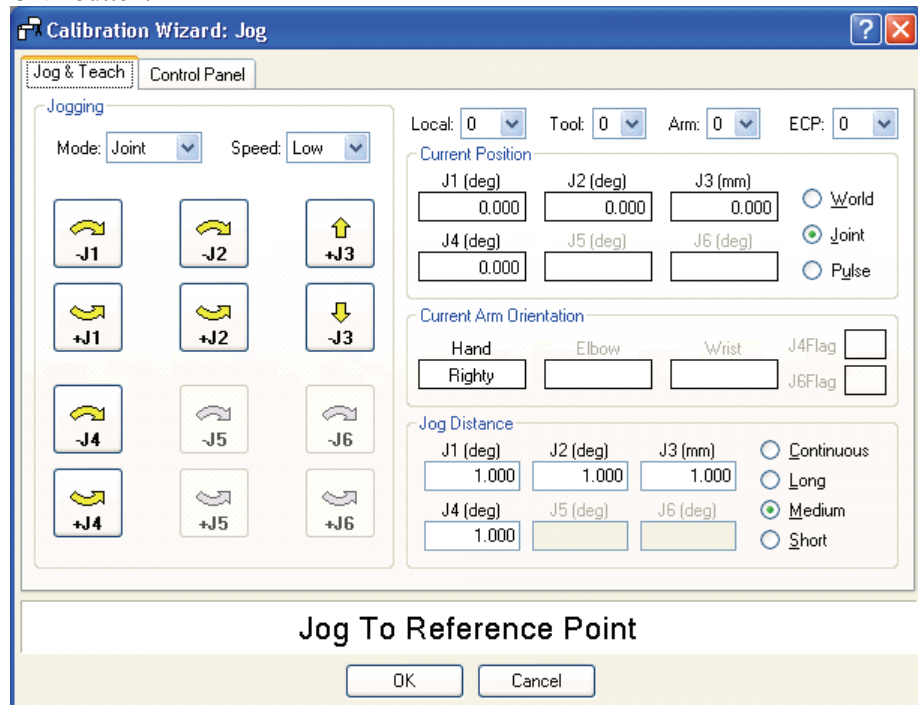 Calibration Wizard: Jog
Jog & Teach Control Panel
Jogging
Mode: Joint Speed: Low
-J1 -J2 +J3
+J1 +J2 -J3
-J4 -J5 -J6
+J4 +J5 +J6
Local: 0 Tool: 0 Arm: 0 ECP: 0
Current Position
J1 (deg) J2 (deg) J3 (mm)
0.000 0.000 0.000
J4 (deg) J5 (deg) J6 (deg)
0.000
World
Joint
Pulse
Current Arm Orientation
Hand Elbow Wrist
Righty
J4Flag
J6Flag
Jog Distance
J1 (deg) J2 (deg) J3 (mm)
1.000 1.000 1.000
J4 (deg) J5 (deg) J6 (deg)
1.000
Continuous
Long
Medium
Short
Jog To Reference Point
OK Cancel